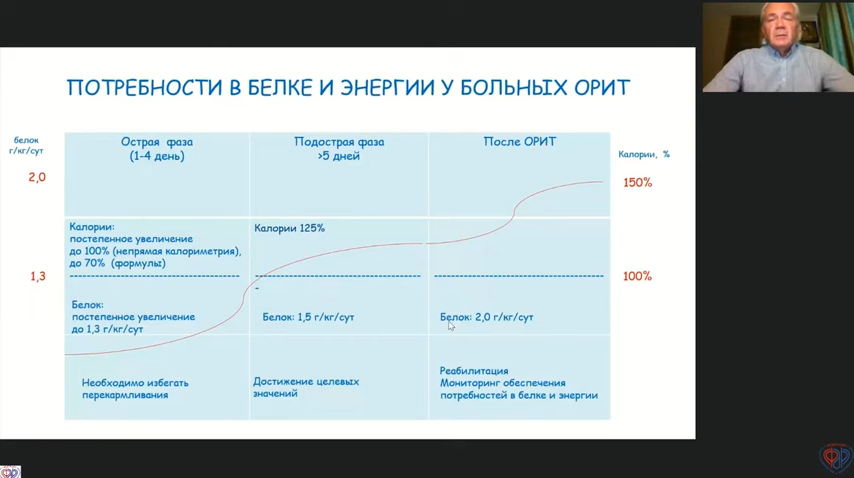 ПОТРЕБНОСТИ В БЕЛКЕ И ЭНЕРГИИ У БОЛЬНЫХ ОРИТ
белок
г/кг/сут
2,0
1,3
Острая фаза
(1-4 день)
Подострая фаза
>5 дней
После ОРИТ
Калории, %
150%
100%
Калории:
постепенное увеличение
до 100% (непрямая калориметрия),
до 70% (формулы)
Калории 125%
-
Белок:
постепенное увеличение
до 1,3 г/кг/сут
Белок: 1,5 г/кг/сут
Белок: 2,0 г/кг/сут
Необходимо избегать
перекармливания
Достижение целевых
значений
Реабилитация
Мониторинг обеспечения
потребностей в белке и энергии